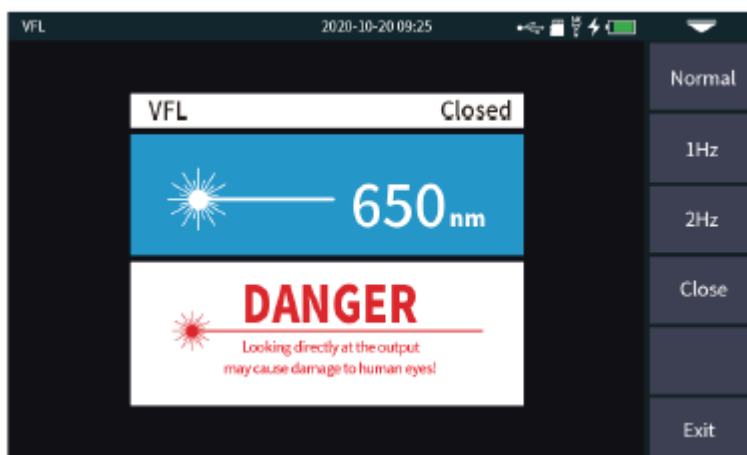 VFL 2020-10-20 09:25
Normal
VFL Closed
1Hz
650nm
2Hz
DANGER
Close
Looking directly at the output
may cause damage to human eyes!
Exit